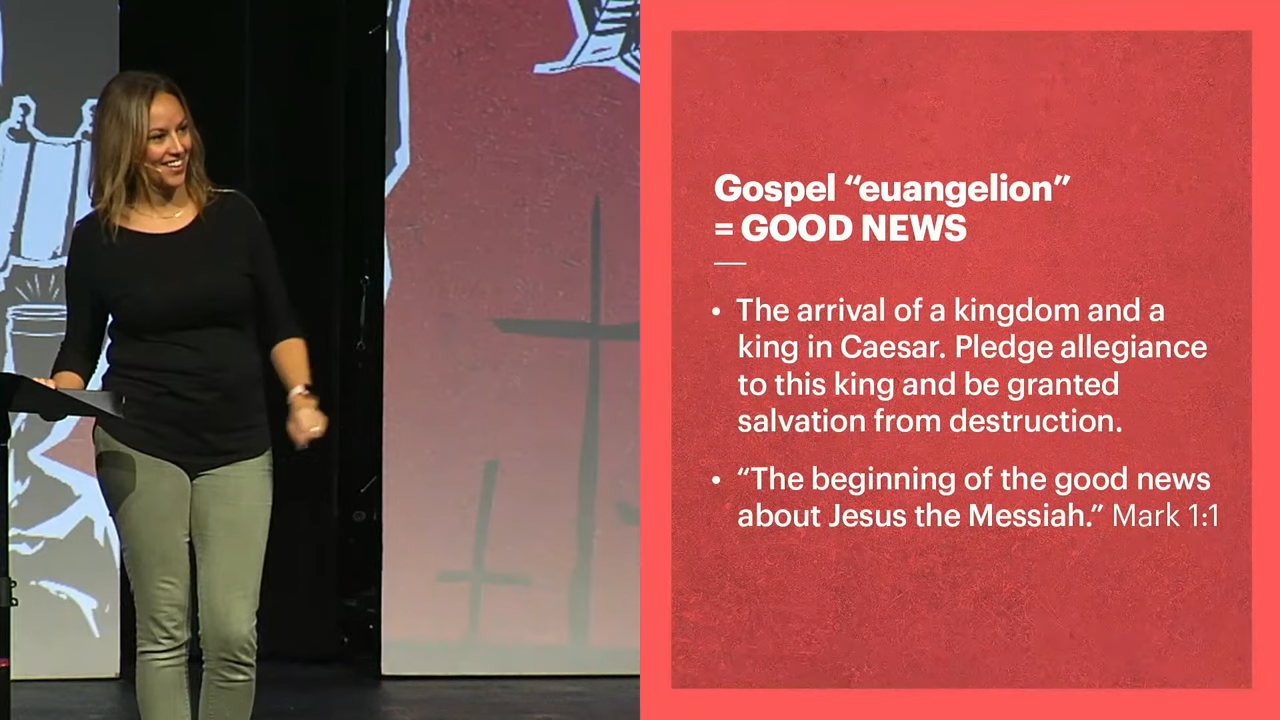 Gospel “euangelion”
= GOOD NEWS
• The arrival of a kingdom and a
king in Caesar. Pledge allegiance
to this king and be granted
salvation from destruction.
• “The beginning of the good news
about Jesus the Messiah.” Mark 1:1